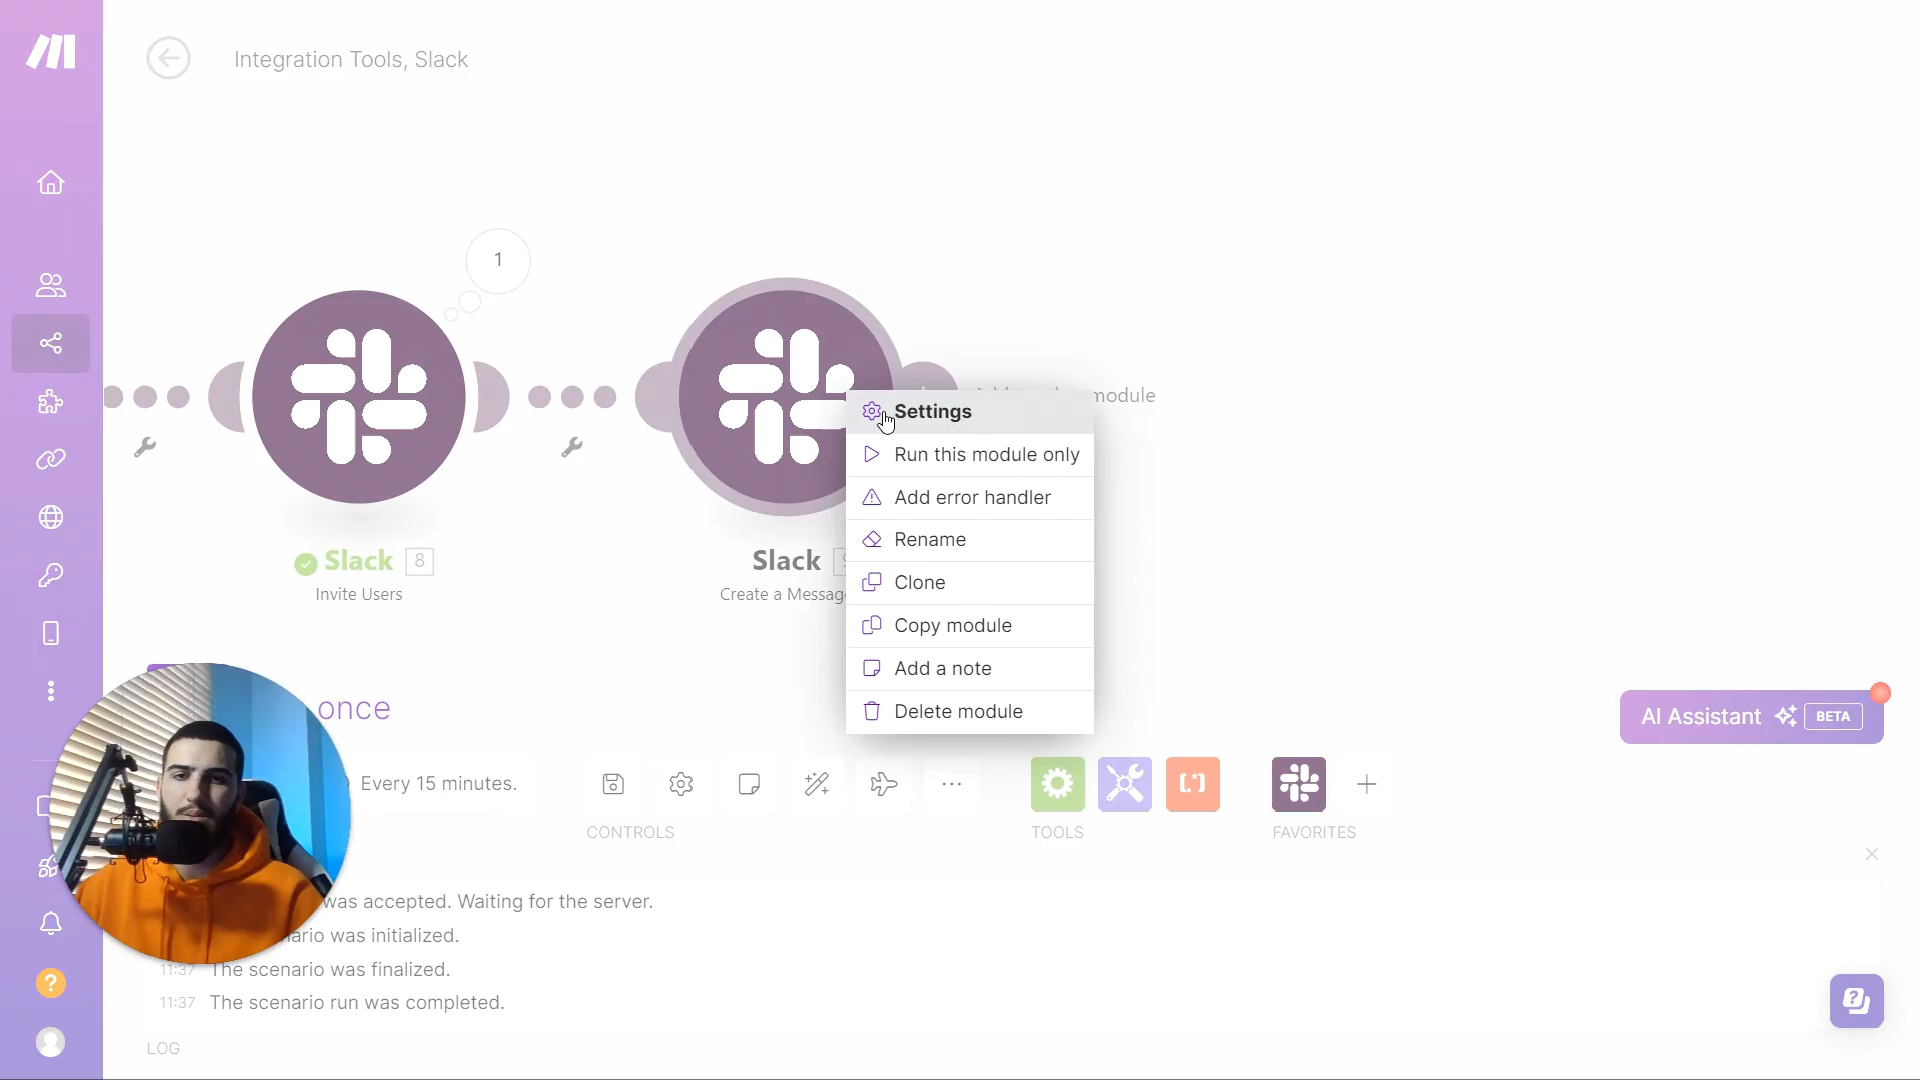 Integration Tools, Slack
1
module
Settings
Run this module only
Add error handler
Rename
Clone
Copy module
Add a note
Delete module
Slack 8
Invite Users
Slack
Create a Messag
once
AI Assistant BETA
Every 15 minutes.
CONTROLS
TOOLS
FAVORITES
was accepted. Waiting for the server.
ario was initialized.
11:37 The scenario was finalized.
11:37 The scenario run was completed.
LOG